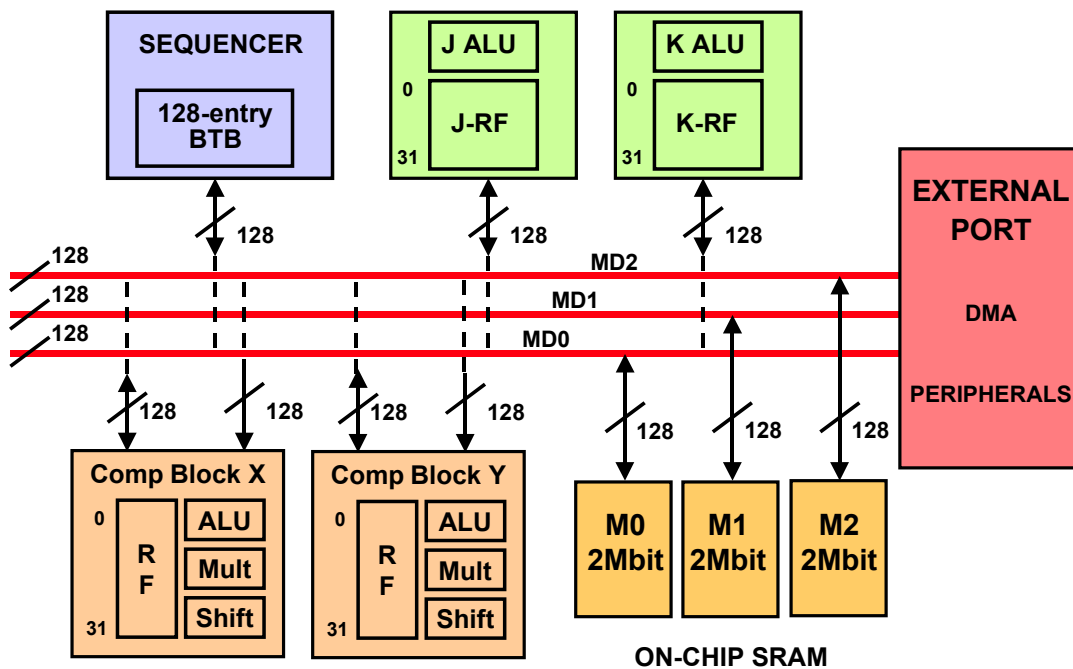 SEQUENCER
128-entry
BTB
J ALU
0
J-RF
31
K ALU
0
K-RF
31
EXTERNAL
PORT
DMA
PERIPHERALS
128
128
128
128
MD2
128
MD1
128
MD0
128
128
128
128
128
128
128
Comp Block X
0
R
F
31
ALU
Mult
Shift
Comp Block Y
0
R
F
31
ALU
Mult
Shift
M0
2Mbit
M1
2Mbit
M2
2Mbit
ON-CHIP SRAM